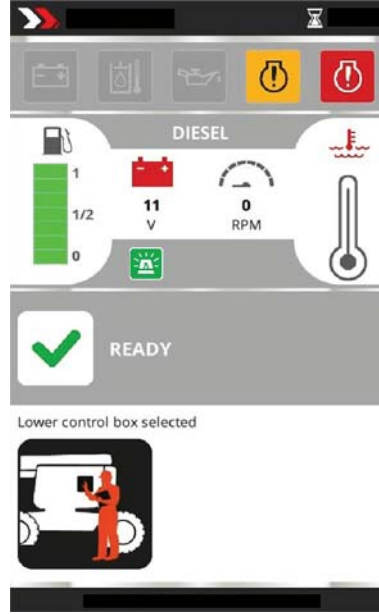 DIESEL
1
1/2
0
11
V
0
RPM
READY
Lower control box selected